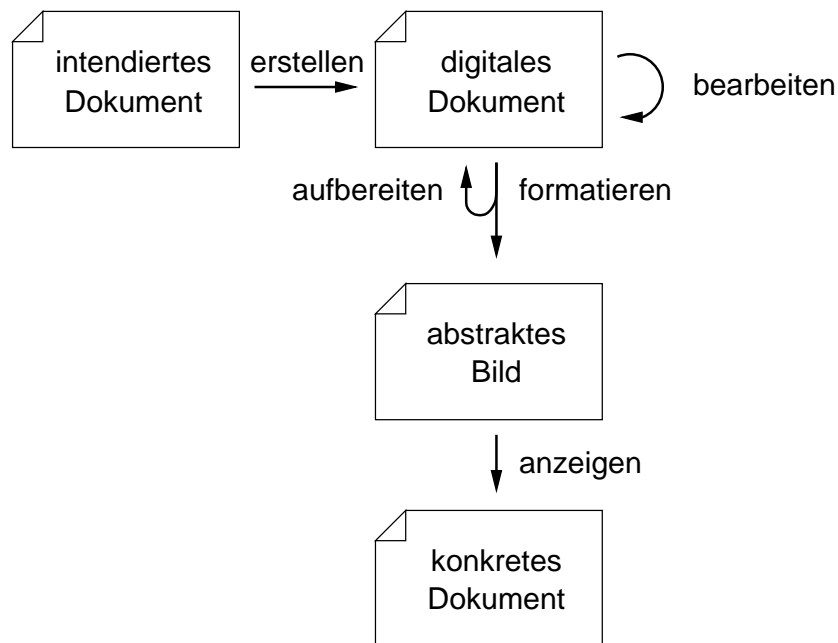 intendiertes
Dokument
erstellen
digitales
Dokument
bearbeiten
aufbereiten
formatieren
abstraktes
Bild
anzeigen
konkretes
Dokument